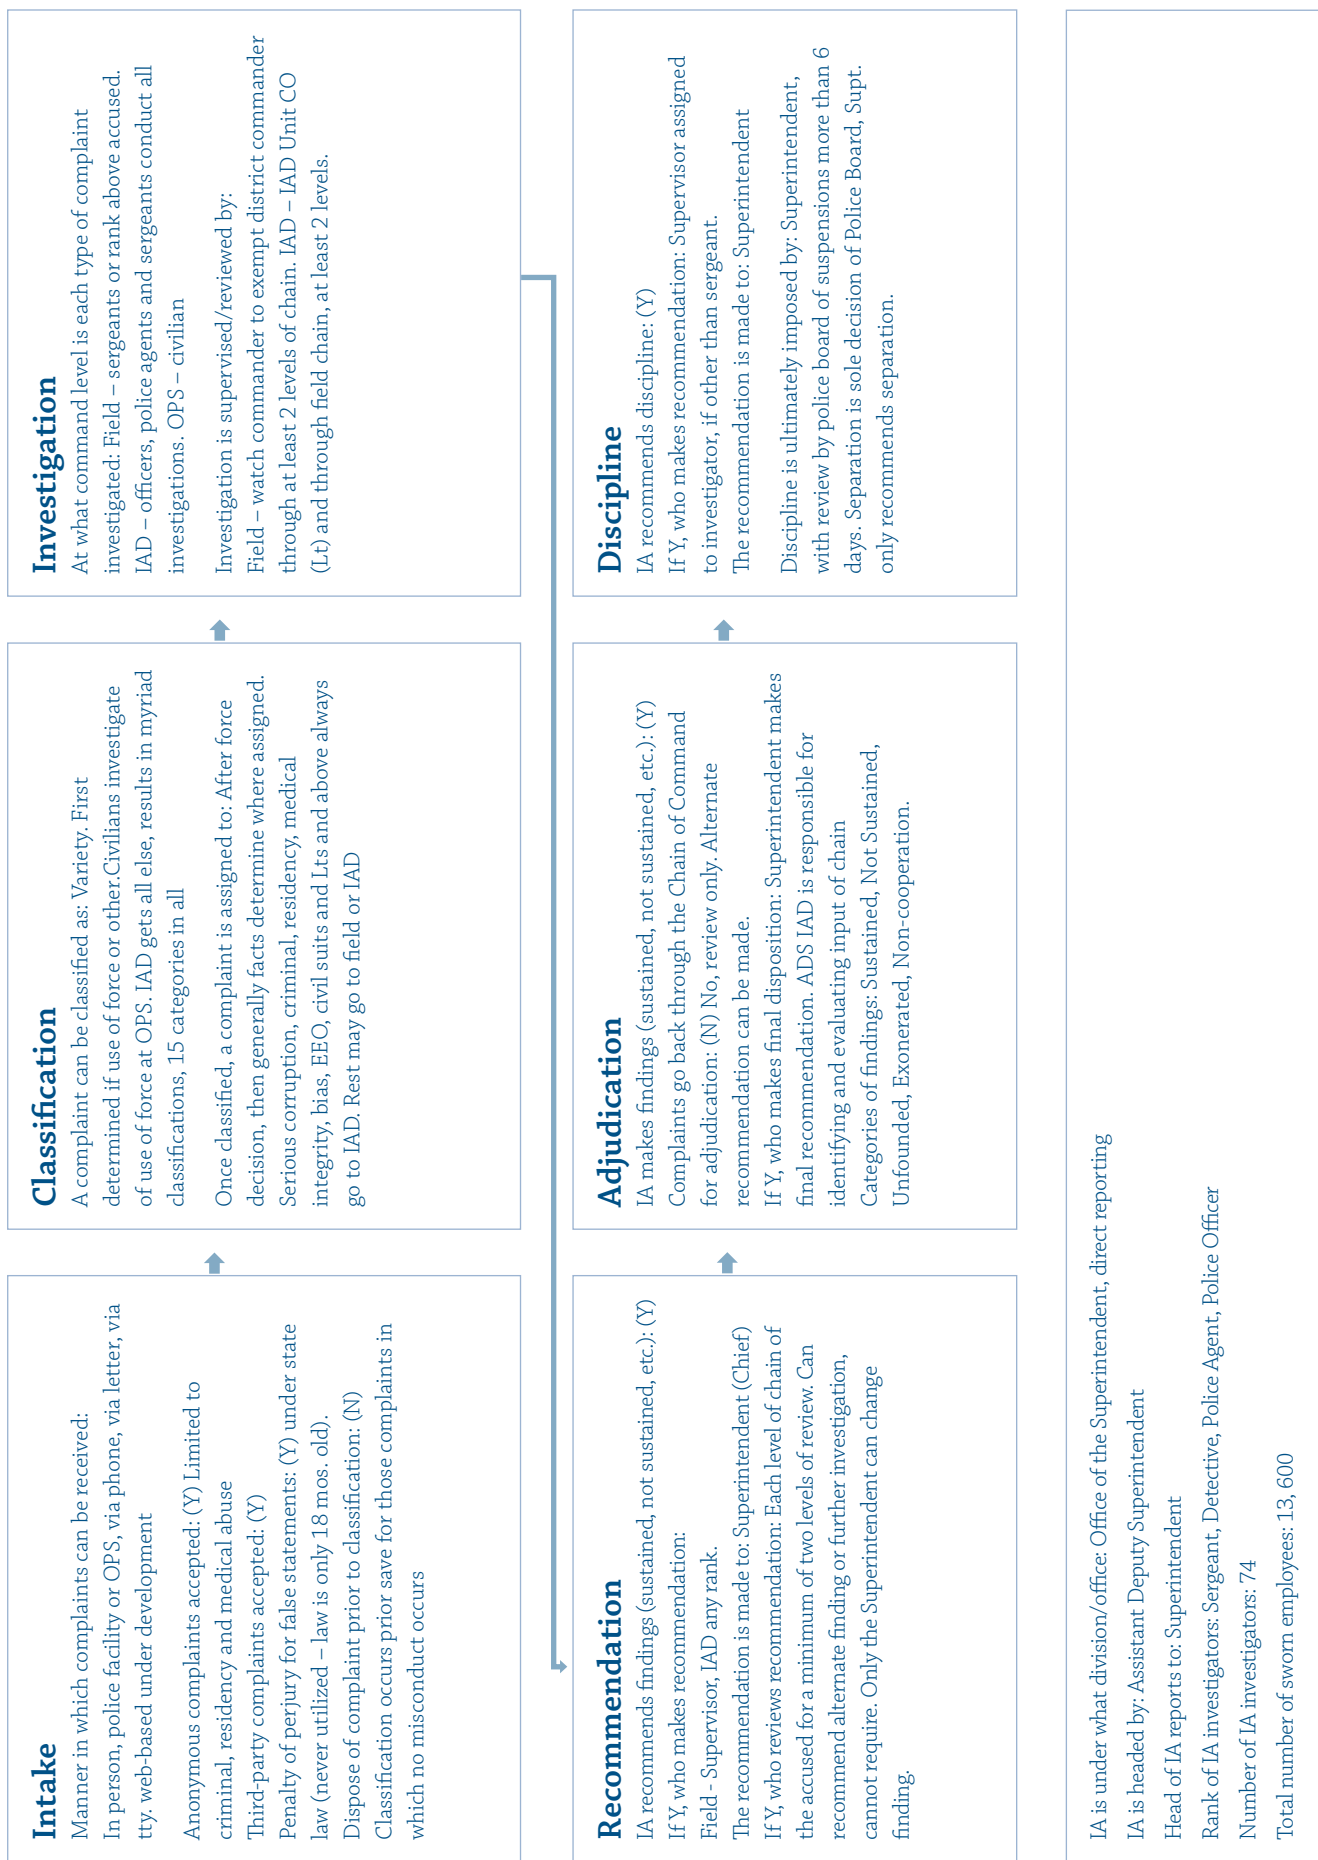 Intake
Manner in which complaints can be received:
In person, police facility or OPS, via phone, via letter, via
tty. web-based under development
Anonymous complaints accepted: (Y) Limited to
criminal, residency and medical abuse
Third-party complaints accepted: (Y)
Penalty of perjury for false statements: (Y) under state
law (never utilized – law is only 18 mos. old).
Dispose of complaint prior to classification: (N)
Classification occurs prior save for those complaints in
which no misconduct occurs
Classification
A complaint can be classified as: Variety. First
determined if use of force or other.Civilians investigate
of use of force at OPS. IAD gets all else, results in myriad
classifications, 15 categories in all
Once classified, a complaint is assigned to: After force
decision, then generally facts determine where assigned.
Serious corruption, criminal, residency, medical
integrity, bias, EEO, civil suits and Lts and above always
go to IAD. Rest may go to field or IAD
Investigation
At what command level is each type of complaint
investigated: Field – sergeants or rank above accused.
IAD – officers, police agents and sergeants conduct all
investigations. OPS – civilian
Investigation is supervised/reviewed by:
Field – watch commander to exempt district commander
through at least 2 levels of chain. IAD – IAD Unit CO
(Lt) and through field chain, at least 2 levels.
Recommendation
IA recommends findings (sustained, not sustained, etc.): (Y)
If Y, who makes recommendation:
Field - Supervisor, IAD any rank.
The recommendation is made to: Superintendent (Chief)
If Y, who reviews recommendation: Each level of chain of
the accused for a minimum of two levels of review. Can
recommend alternate finding or further investigation,
cannot require. Only the Superintendent can change
finding.
Adjudication
IA makes findings (sustained, not sustained, etc.): (Y)
Complaints go back through the Chain of Command
for adjudication: (N) No, review only. Alternate
recommendation can be made.
If Y, who makes final disposition: Superintendent makes
final recommendation. ADS IAD is responsible for
identifying and evaluating input of chain
Categories of findings: Sustained, Not Sustained,
Unfounded, Exonerated, Non-cooperation.
Discipline
IA recommends discipline: (Y)
If Y, who makes recommendation: Supervisor assigned
to investigator, if other than sergeant.
The recommendation is made to: Superintendent
Discipline is ultimately imposed by: Superintendent,
with review by police board of suspensions more than 6
days. Separation is sole decision of Police Board, Supt.
only recommends separation.
IA is under what division/office: Office of the Superintendent, direct reporting
IA is headed by: Assistant Deputy Superintendent
Head of IA reports to: Superintendent
Rank of IA investigators: Sergeant, Detective, Police Agent, Police Officer
Number of IA investigators: 74
Total number of sworn employees: 13, 600